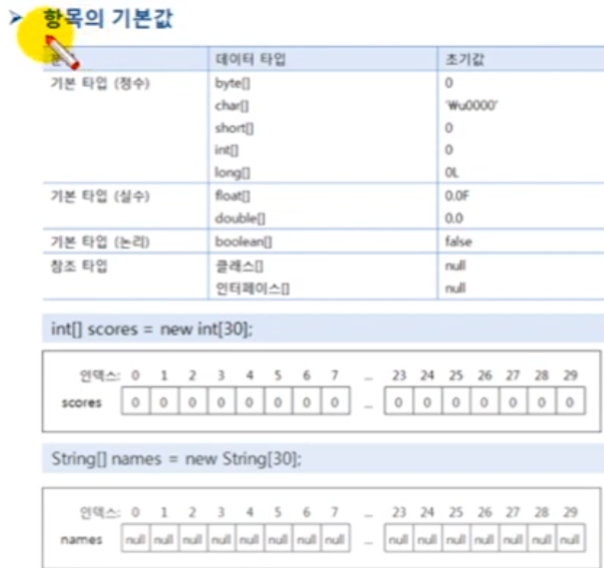 ➢ 항목의 기본값
데이터 타입 초기값
기본 타입 (정수) byte[] 0
char[] '₩u0000'
short[] 0
int[] 0
long[] 0L
기본 타입 (실수) float[] 0.0F
double[] 0.0
기본 타입 (논리) boolean[] false
참조 타입 클래스[] null
인터페이스[] null
int[] scores = new int[30];
인덱스: 0 1 2 3 4 5 6 7 ... 23 24 25 26 27 28 29
scores 0 0 0 0 0 0 0 0 ... 0 0 0 0 0 0 0
String[] names = new String[30];
인덱스: 0 1 2 3 4 5 6 7 ... 23 24 25 26 27 28 29
names null null null null null null null null ... null null null null null null null